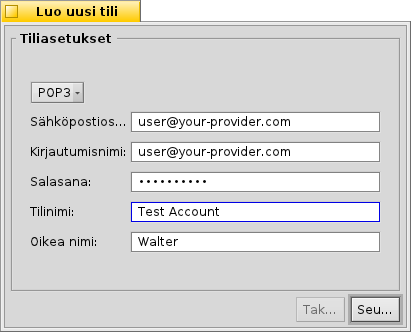 Luo uusi tili
Tiliasetukset
POP3
Sähköpostios... user@your-provider.com
Kirjautumisnimi: user@your-provider.com
Salasana: ••••••••••
Tilinimi: Test Account
Oikea nimi: Walter
Tak... Seu...